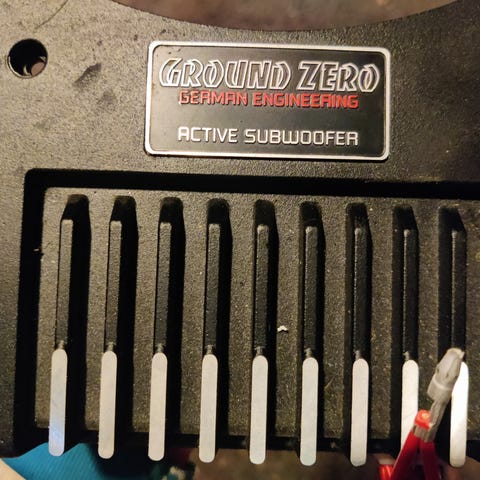 GROUND ZERO
GERMAN ENGINEERING
ACTIVE SUBWOOFER